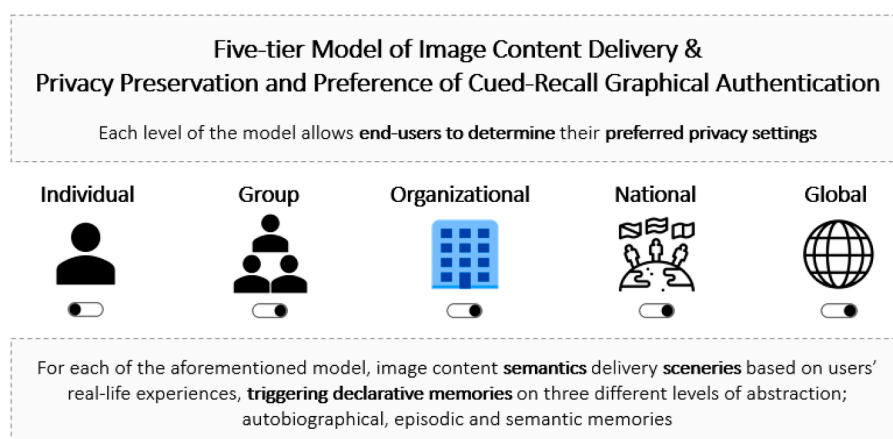 Five-tier Model of Image Content Delivery &
Privacy Preservation and Preference of Cued-Recall Graphical Authentication
Each level of the model allows end-users to determine their preferred privacy settings
Individual Group Organizational National Global
For each of the aforementioned model, image content semantics delivery sceneries based on users'
real-life experiences, triggering declarative memories on three different levels of abstraction;
autobiographical, episodic and semantic memories